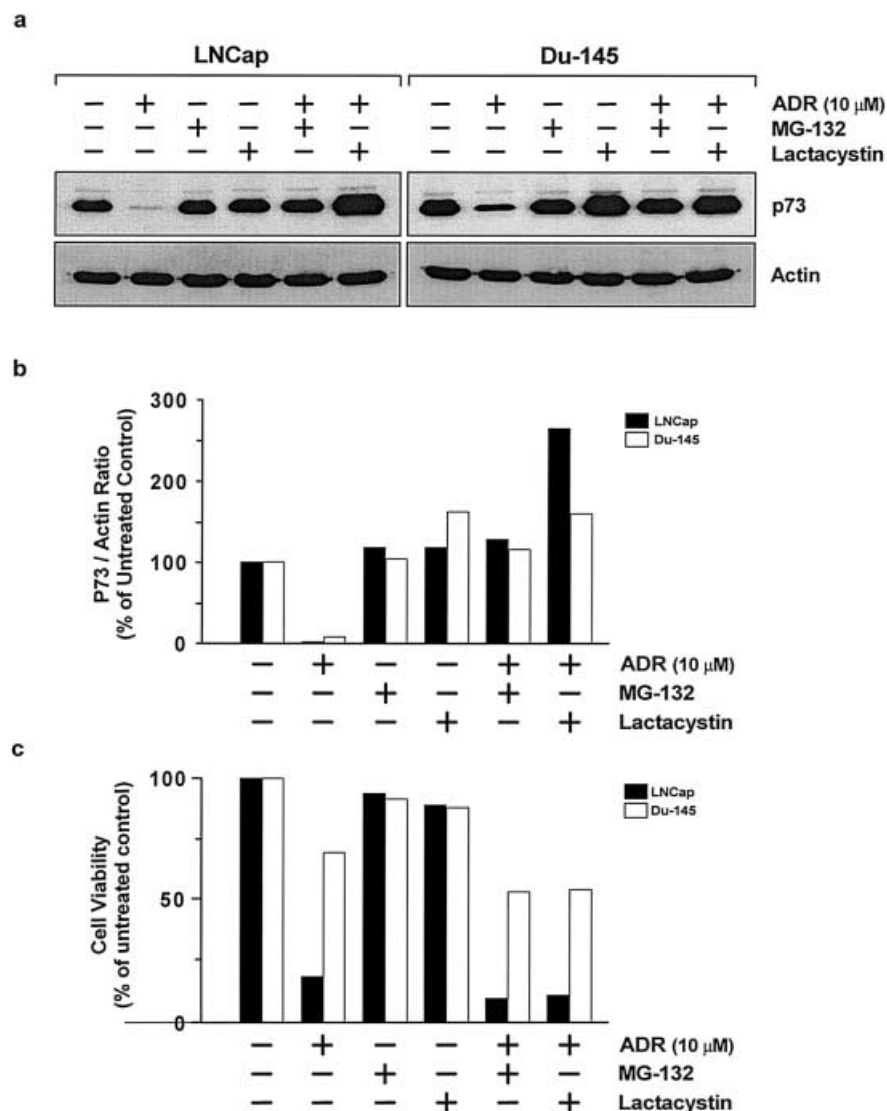 a
LNCap Du-145
− + − − + + − + − − + + ADR (10 µM)
− − + − + − − − + − + − MG-132
− − − + − + − − − + − + Lactacystin
p73
Actin
b
P73 / Actin Ratio
(% of Untreated Control)
300
200
100
0
LNCap
Du-145
− + − − + + ADR (10 µM)
− − + − + − MG-132
− − − + − + Lactacystin
c
Cell Viability
(% of untreated control)
100
50
0
LNCap
Du-145
− + − − + + ADR (10 µM)
− − + − + − MG-132
− − − + − + Lactacystin